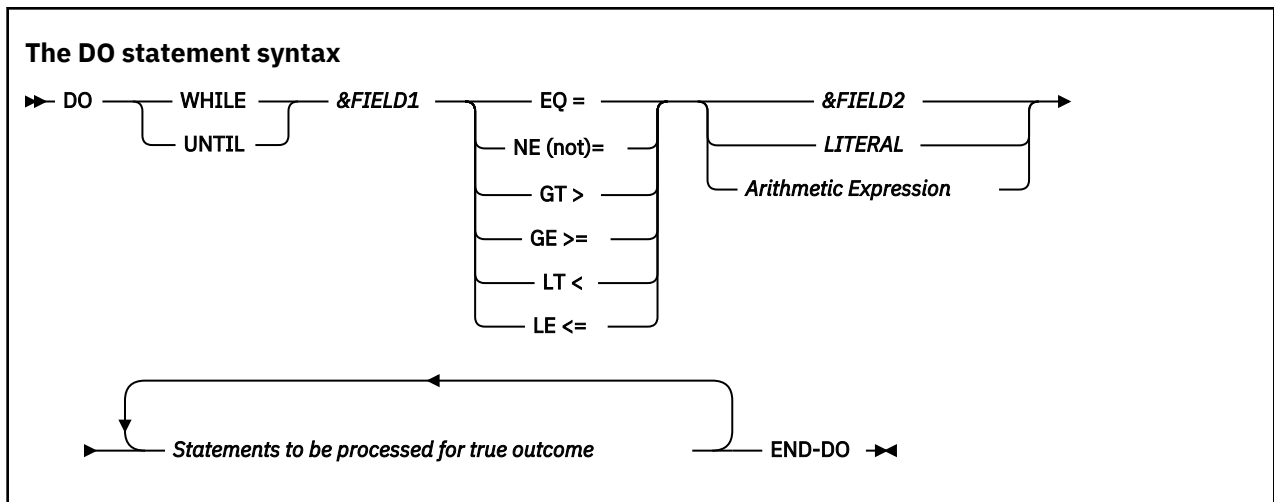 The DO statement syntax
DO WHILE &FIELD1 EQ = &FIELD2
UNTIL NE (not)= LITERAL
GT > Arithmetic Expression
GE >=
LT <
LE <=
Statements to be processed for true outcome END-DO